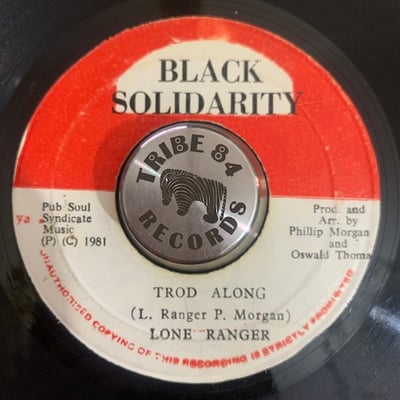 BLACK
SOLIDARITY
TRIBE 84
RECORDS
Pub Soul
Syndicate
Music
(P) (C) 1981
Prod. and
Arr. by
Phillip Morgan
and
Oswald Thoma
TROD ALONG
(L. Ranger P. Morgan)
LONE RANGER
UNAUTHORIZED COPYING OF THIS RECORDING IS STRICTLY PROHIBITED